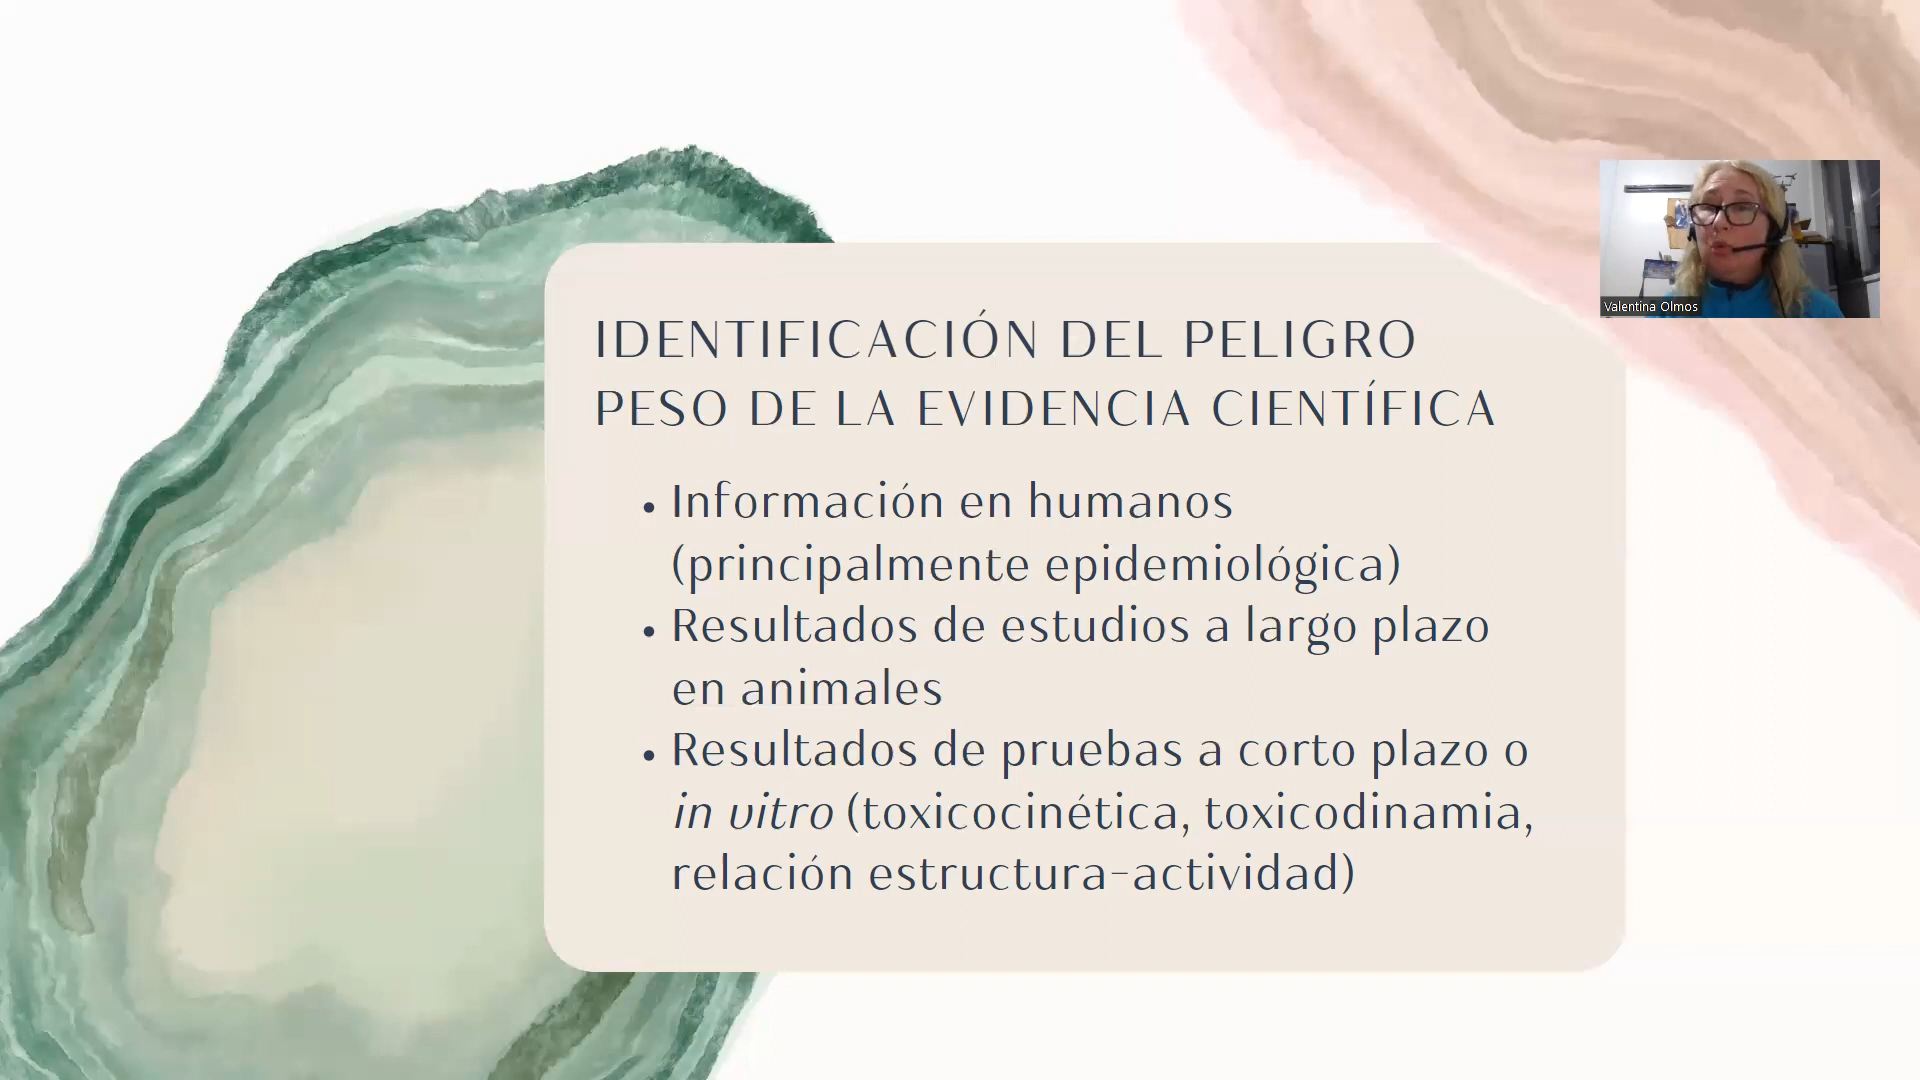 IDENTIFICACIÓN DEL PELIGRO
PESO DE LA EVIDENCIA CIENTÍFICA
• Información en humanos
(principalmente epidemiológica)
• Resultados de estudios a largo plazo
en animales
• Resultados de pruebas a corto plazo o
in vitro (toxicocinética, toxicodinamia,
relación estructura-actividad)
Valentina Olmos